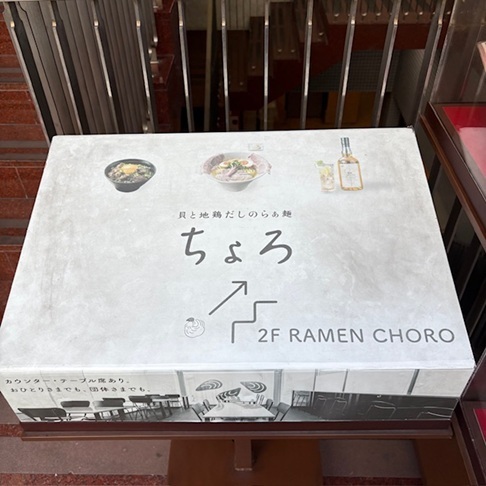 貝と地鶏だしのらぁ麺
ちょろ
2F RAMEN CHORO
カウンター・テーブル席あり。
おひとりさまでも、団体さまでも。